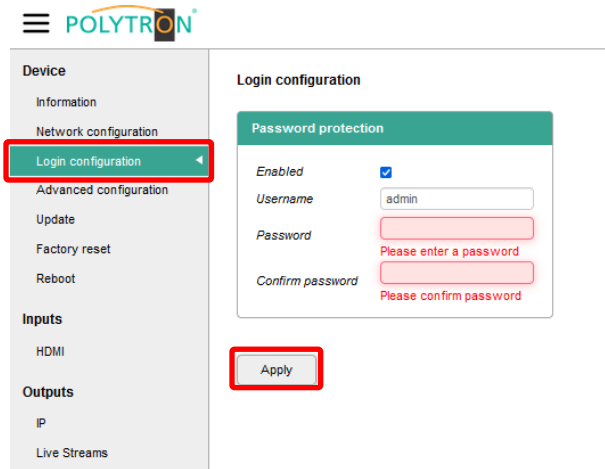 POLYTRON
Device
Information
Network configuration
Login configuration
Advanced configuration
Update
Factory reset
Reboot
Inputs
HDMI
Outputs
IP
Live Streams
Login configuration
Password protection
Enabled
Username
admin
Password
Please enter a password
Confirm password
Please confirm password
Apply